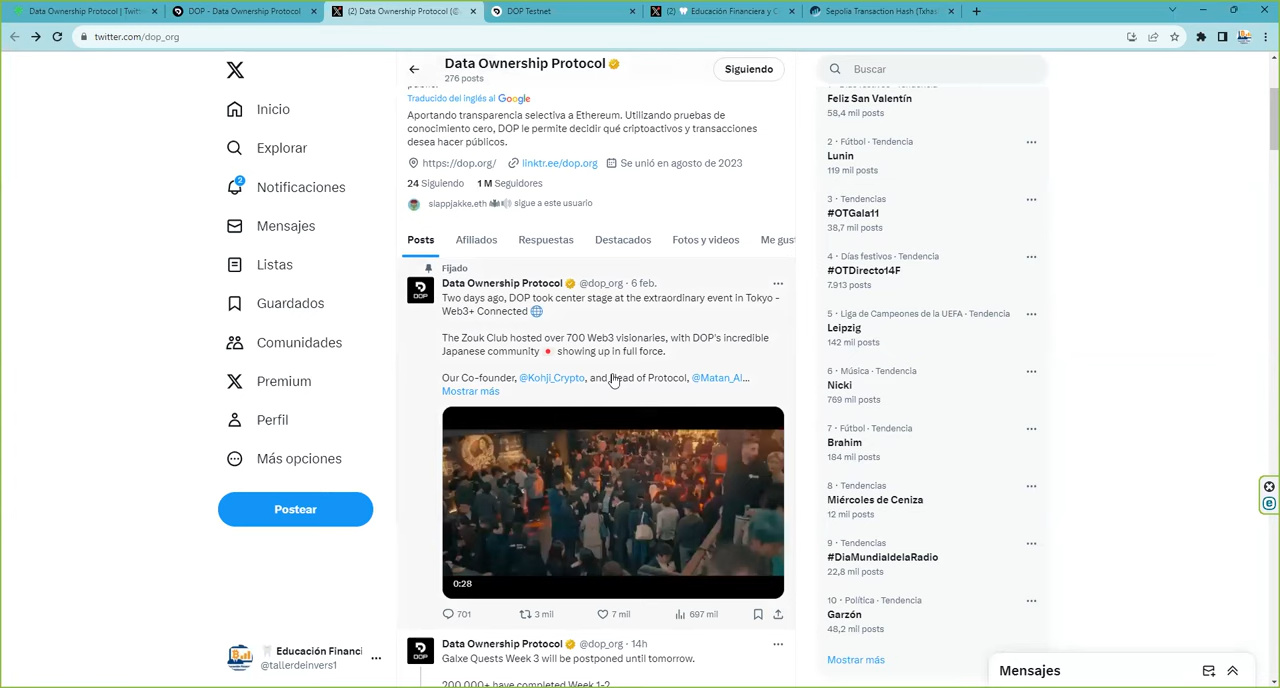 Data Ownership Protocol | Twitt
DOP - Data Ownership Protocol
(2) Data Ownership Protocol (@
DOP Testnet
(2) Educación Financiera y C
Sepolia Transaction Hash (Txhas
twitter.com/dop_org
Inicio
Explorar
2
Notificaciones
Mensajes
Listas
Guardados
Comunidades
Premium
Perfil
Más opciones
Postear
Educación Financi
@tallerdeinvers1
Data Ownership Protocol
276 posts
Siguiendo
Traducido del inglés al Google
Aportando transparencia selectiva a Ethereum. Utilizando pruebas de
conocimiento cero, DOP le permite decidir qué criptoactivos y transacciones
desea hacer públicos.
https://dop.org/ linktr.ee/dop.org Se unió en agosto de 2023
24 Siguiendo 1 M Seguidores
slappjakke.eth sigue a este usuario
Posts Afiliados Respuestas Destacados Fotos y videos Me gust
Fijado
DOP
Data Ownership Protocol @dop_org · 6 feb.
Two days ago, DOP took center stage at the extraordinary event in Tokyo -
Web3+ Connected
The Zouk Club hosted over 700 Web3 visionaries, with DOP's incredible
Japanese community showing up in full force.
Our Co-founder, @Kohji_Crypto, and Head of Protocol, @Matan_Al...
Mostrar más
0:28
701 3 mil 7 mil 697 mil
DOP
Data Ownership Protocol @dop_org · 14h
Galxe Quests Week 3 will be postponed until tomorrow.
200,000+ have completed Week 1-2
Buscar
Feliz San Valentín
58,4 mil posts
2 · Fútbol · Tendencia
Lunin
119 mil posts
3 · Tendencias
#OTGala11
38,7 mil posts
4 · Días festivos · Tendencia
#OTDirecto14F
7.913 posts
5 · Liga de Campeones de la UEFA · Tendencia
Leipzig
142 mil posts
6 · Música · Tendencia
Nicki
769 mil posts
7 · Fútbol · Tendencia
Brahim
184 mil posts
8 · Tendencias
Miércoles de Ceniza
12 mil posts
9 · Tendencias
#DiaMundialdelaRadio
22,8 mil posts
10 · Política · Tendencia
Garzón
48,2 mil posts
Mostrar más
Mensajes